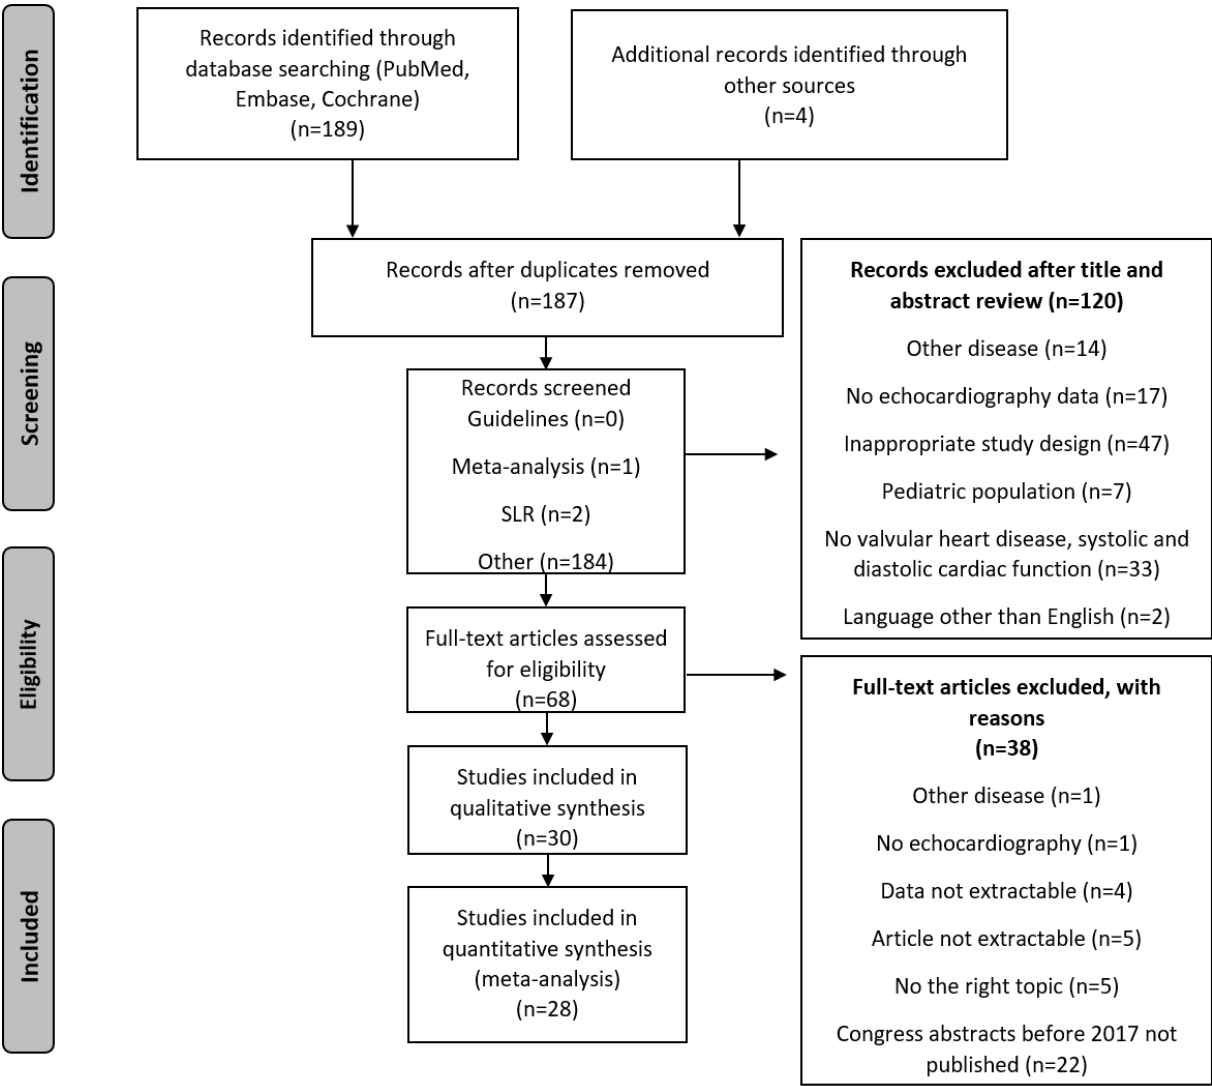 Identification
Records identified through
database searching (PubMed,
Embase, Cochrane)
(n=189)
Additional records identified through
other sources
(n=4)
Screening
Records after duplicates removed
(n=187)
Records screened
Guidelines (n=0)
Meta-analysis (n=1)
SLR (n=2)
Other (n=184)
Records excluded after title and
abstract review (n=120)
Other disease (n=14)
No echocardiography data (n=17)
Inappropriate study design (n=47)
Pediatric population (n=7)
No valvular heart disease, systolic and
diastolic cardiac function (n=33)
Language other than English (n=2)
Eligibility
Full-text articles assessed
for eligibility
(n=68)
Full-text articles excluded, with
reasons
(n=38)
Other disease (n=1)
No echocardiography (n=1)
Data not extractable (n=4)
Article not extractable (n=5)
No the right topic (n=5)
Congress abstracts before 2017 not
published (n=22)
Studies included in
qualitative synthesis
(n=30)
Included
Studies included in
quantitative synthesis
(meta-analysis)
(n=28)